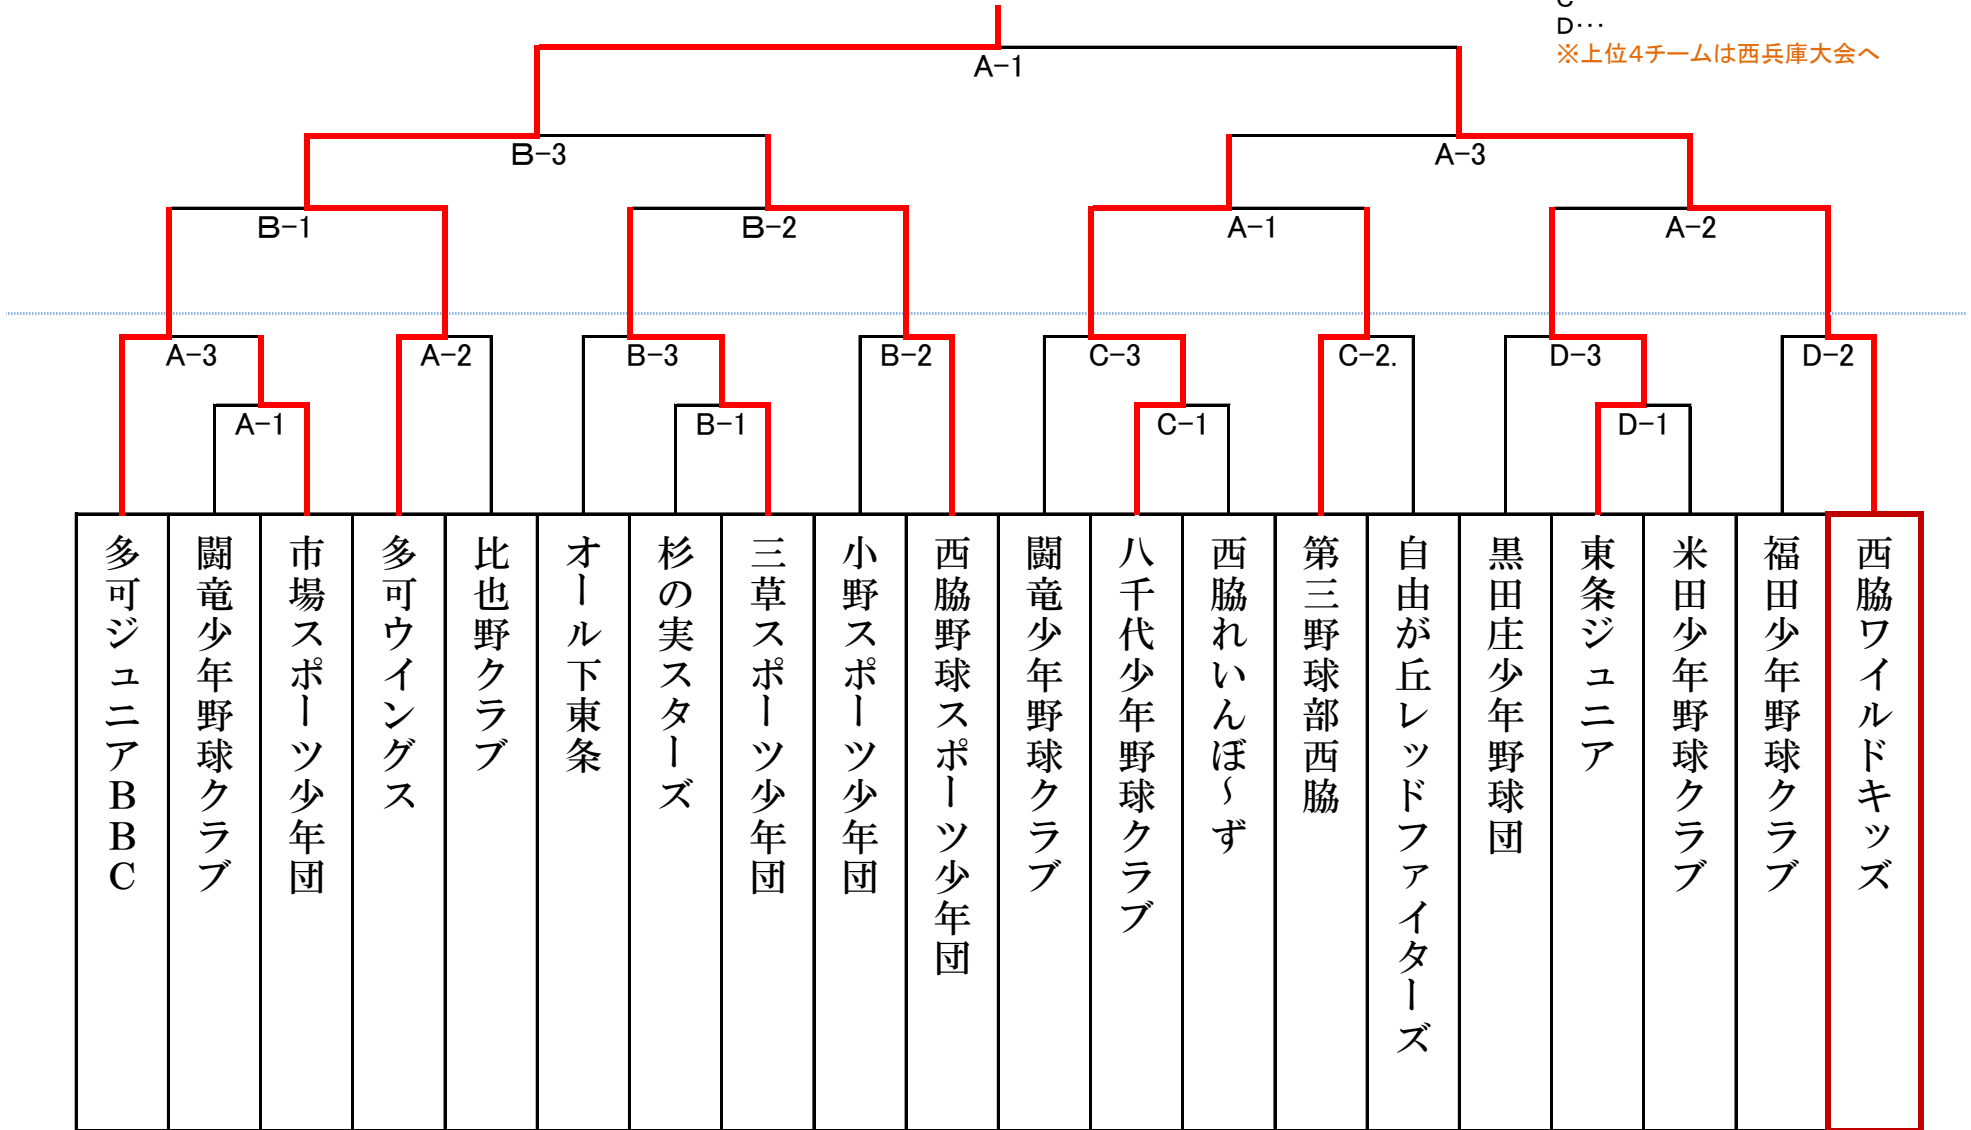 C
D…
※上位4チームは西兵庫大会へ
A-1
B-3
A-3
B-1
B-2
A-1
A-2
A-3
A-2
B-3
B-2
C-3
C-2.
D-3
D-2
A-1
B-1
C-1
D-1
多可ジュニアBBC
闘竜少年野球クラブ
市場スポーツ少年団
多可ウイングス
比也野クラブ
オール下東条
杉の実スターズ
三草スポーツ少年団
小野スポーツ少年団
西脇野球スポーツ少年団
闘竜少年野球クラブ
八千代少年野球クラブ
西脇れいんぼ~ず
第三野球部西脇
自由が丘レッドファイターズ
黒田庄少年野球団
東条ジュニア
米田少年野球クラブ
福田少年野球クラブ
西脇ワイルドキッズ